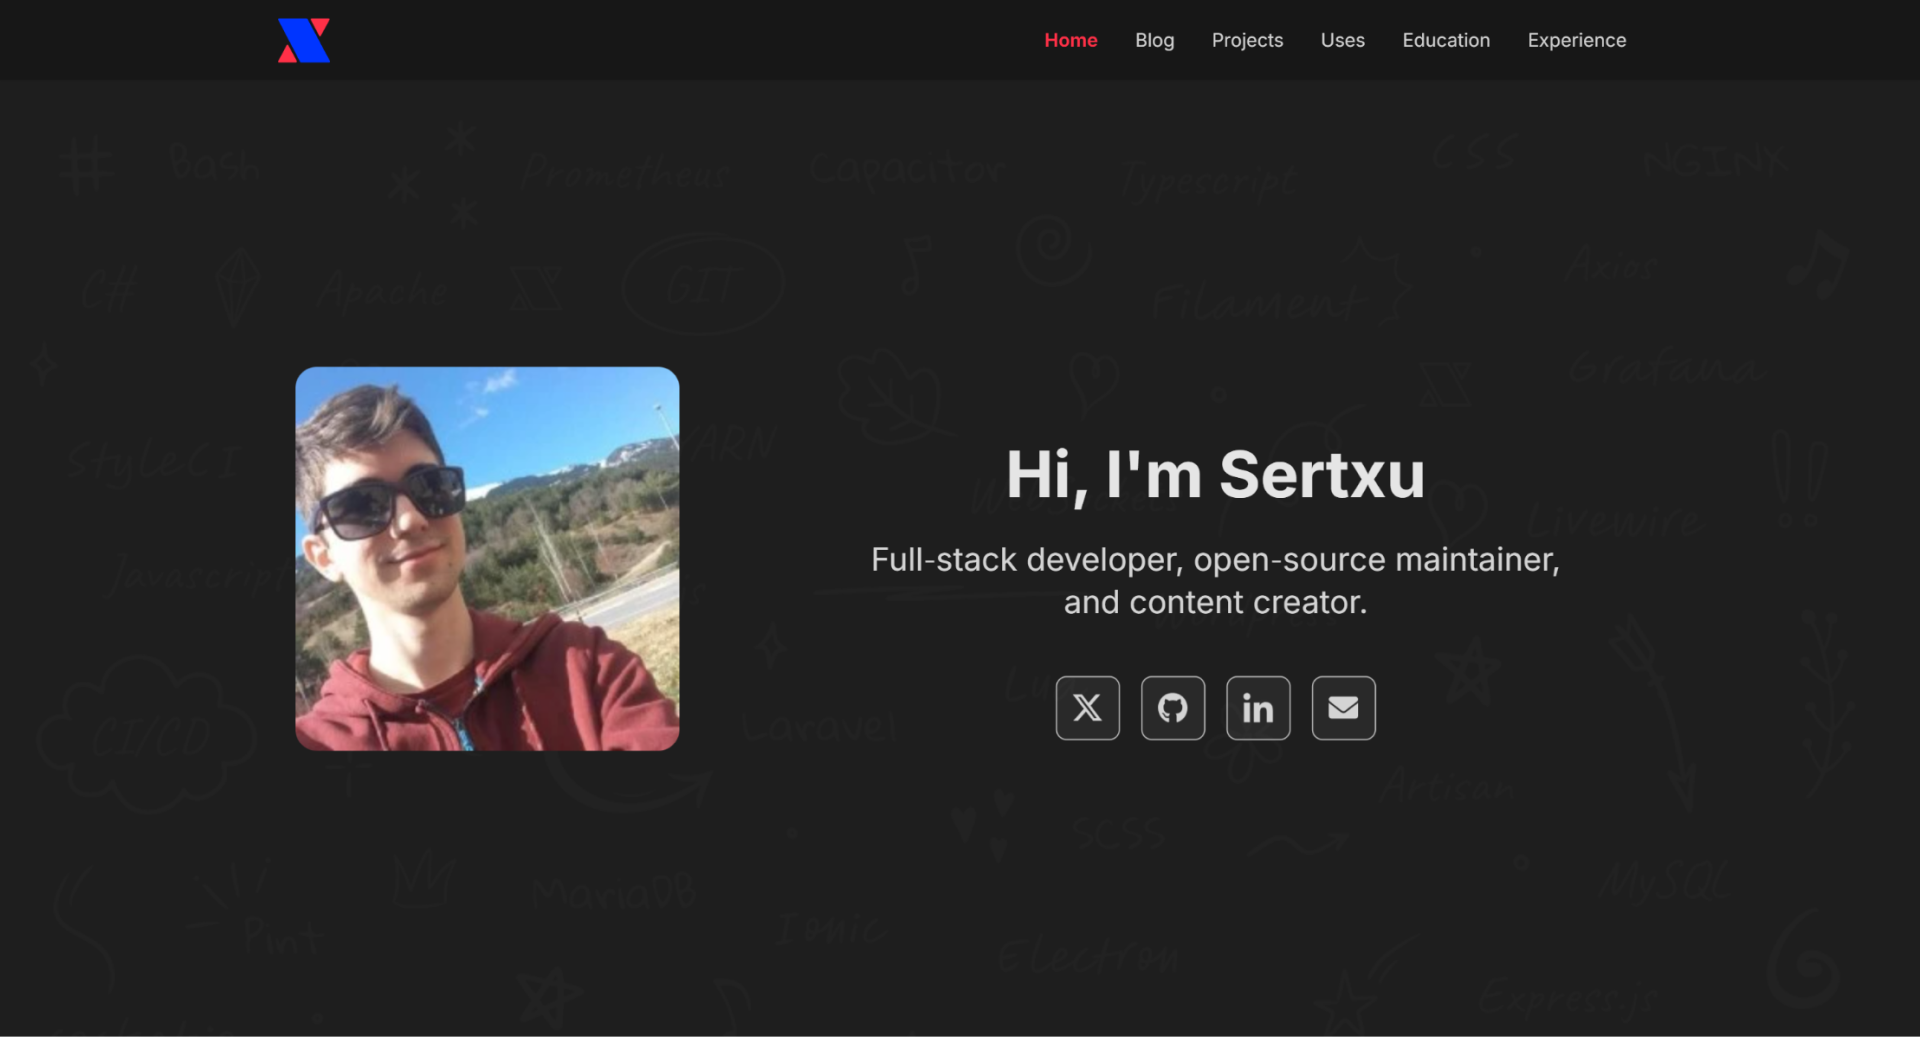 Home Blog Projects Uses Education Experience
# Bash Prometheus Capacitor Typescript CSS NGINX
C# Apache GIT Filament Axios
Grafana
StyleCI YARN
Hi, I'm Sertxu
Livewire
Javascript
Full-stack developer, open-source maintainer,
and content creator.
CI/CD Laravel
Artisan
SCSS
MariaDB MySQL
Pint Ionic
Electron
Express.js